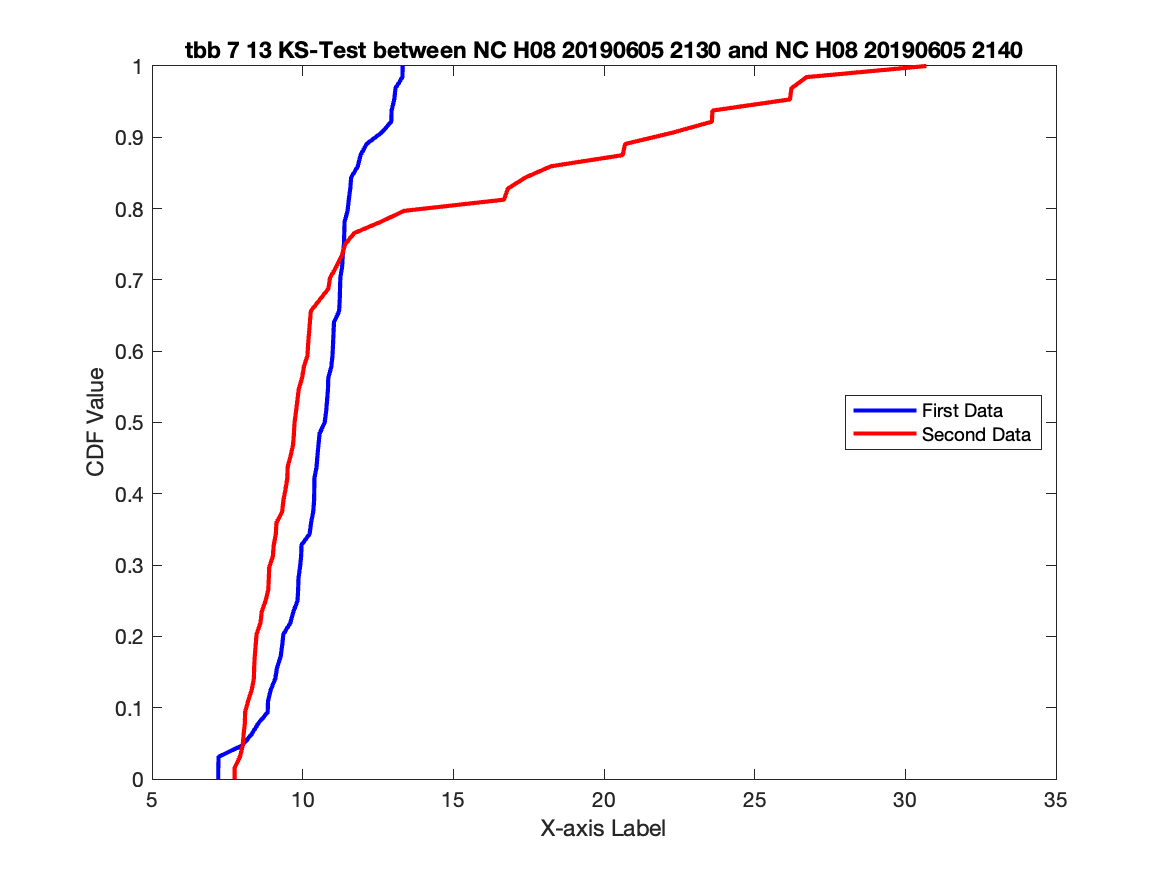 tbb 7 13 KS-Test between NC H08 20190605 2130 and NC H08 20190605 2140
1
0.9
0.8
0.7
0.6
0.5
0.4
0.3
0.2
0.1
0
CDF Value
First Data
Second Data
5 10 15 20 25 30 35
X-axis Label